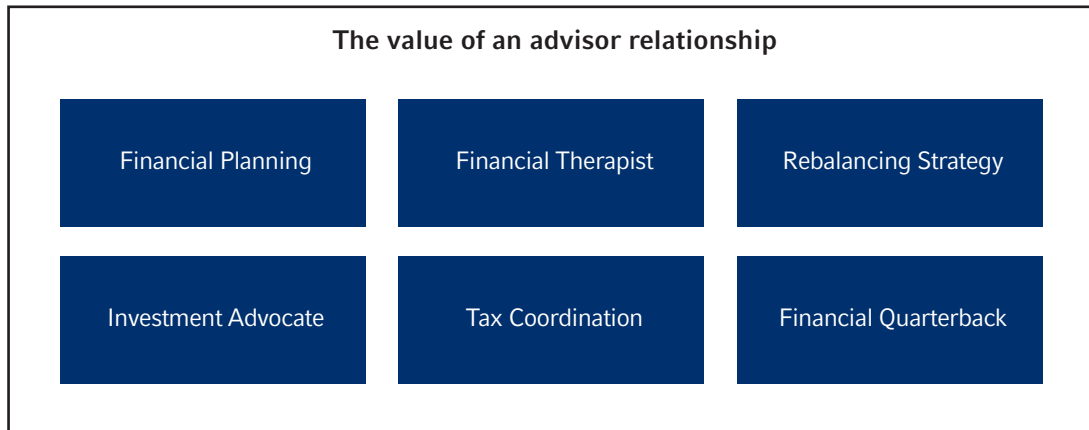 The value of an advisor relationship
Financial Planning
Financial Therapist
Rebalancing Strategy
Investment Advocate
Tax Coordination
Financial Quarterback